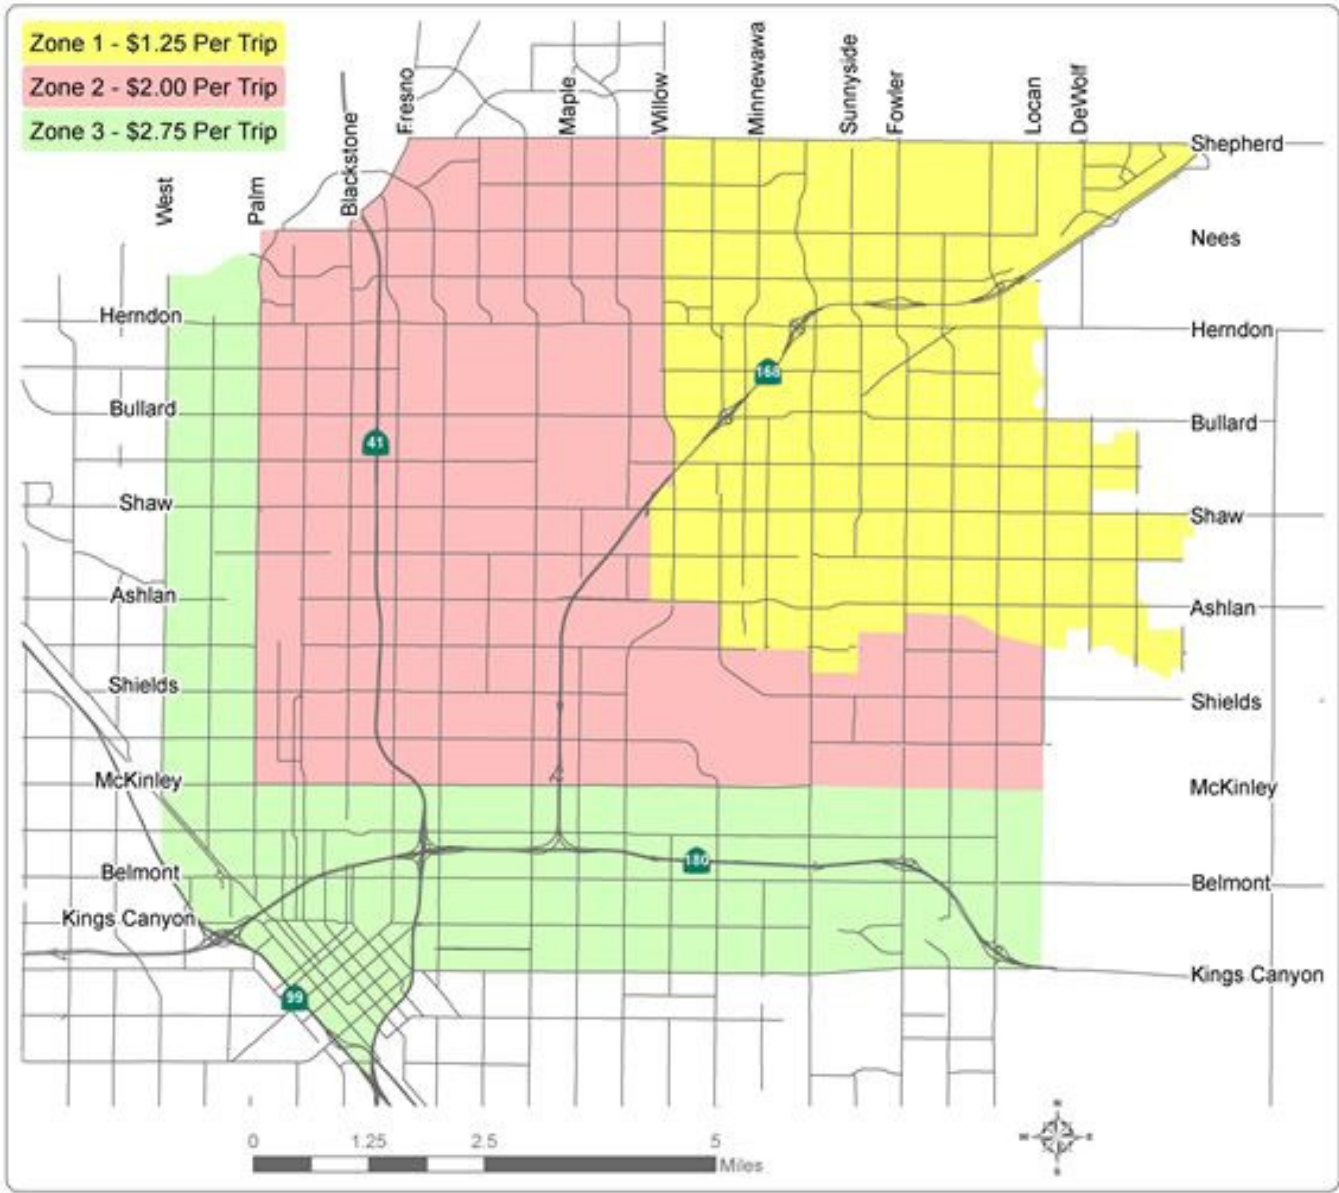 Zone 1 - $1.25 Per Trip
Zone 2 - $2.00 Per Trip
Zone 3 - $2.75 Per Trip
West
Palm
Blackstone
Fresno
Maple
Willow
Minnewawa
Sunnyside
Fowler
Locan
DeWolf
Shepherd
Nees
Herndon
Herndon
168
Bullard
Bullard
41
Shaw
Shaw
Ashlan
Ashlan
Shields
Shields
McKinley
McKinley
180
Belmont
Belmont
Kings Canyon
Kings Canyon
99
0 1.25 2.5 5
Miles